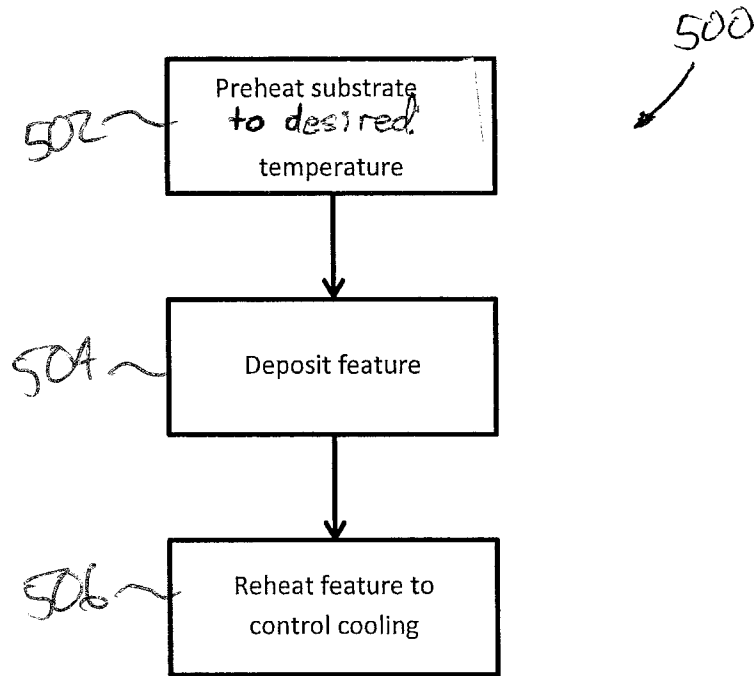 500
Preheat substrate
502 to desired
temperature
504 Deposit feature
506 Reheat feature to
control cooling